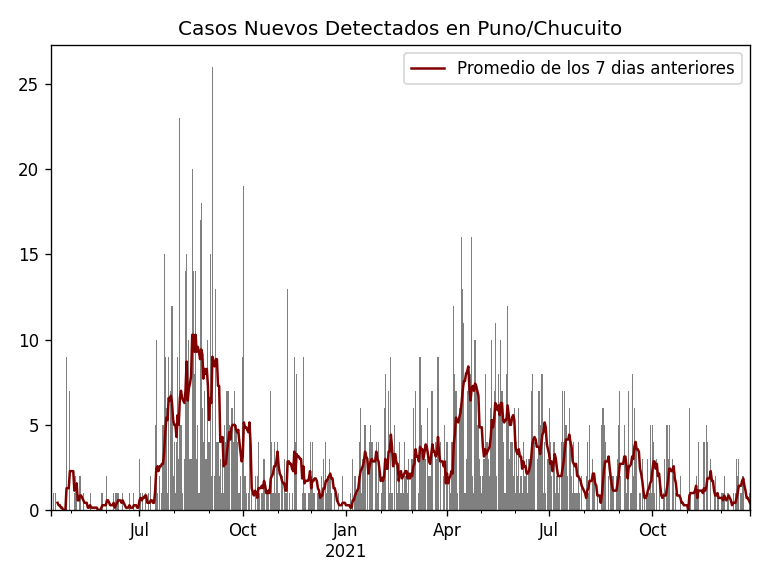 Casos Nuevos Detectados en Puno/Chucuito
Promedio de los 7 dias anteriores
25
20
15
10
5
0
Jul Oct Jan Apr Jul Oct
2021